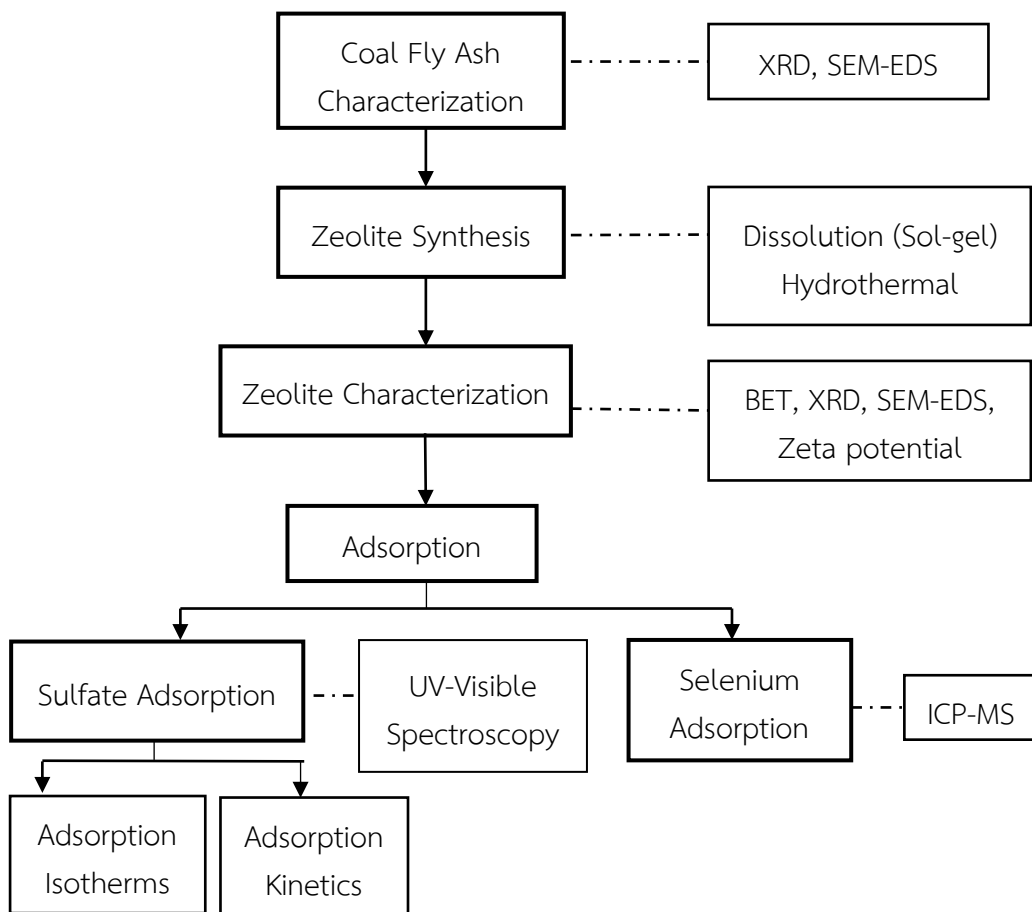 Coal Fly Ash
Characterization
XRD, SEM-EDS
Zeolite Synthesis
Dissolution (Sol-gel)
Hydrothermal
Zeolite Characterization
BET, XRD, SEM-EDS,
Zeta potential
Adsorption
Sulfate Adsorption
UV-Visible
Spectroscopy
Selenium
Adsorption
ICP-MS
Adsorption
Isotherms
Adsorption
Kinetics